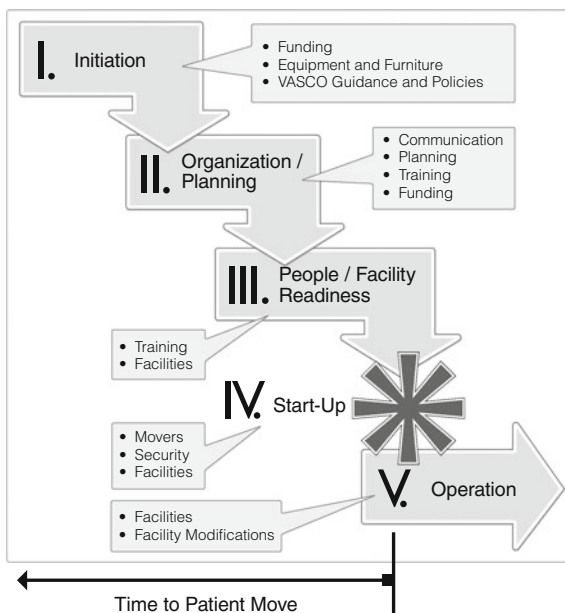 I. Initiation
• Funding
• Equipment and Furniture
• VASCO Guidance and Policies
II. Organization /
Planning
• Communication
• Planning
• Training
• Funding
III. People / Facility
Readiness
• Training
• Facilities
IV. Start-Up
• Movers
• Security
• Facilities
V. Operation
• Facilities
• Facility Modifications
Time to Patient Move